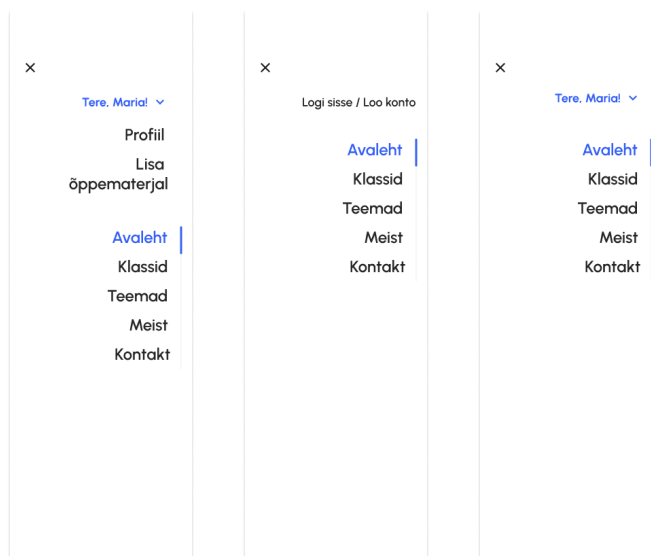 Tere, Maria!
Profiil
Lisa
õppematerjal
Avaleht
Klassid
Teemad
Meist
Kontakt
Logi sisse / Loo konto
Avaleht
Klassid
Teemad
Meist
Kontakt
Tere, Maria!
Avaleht
Klassid
Teemad
Meist
Kontakt